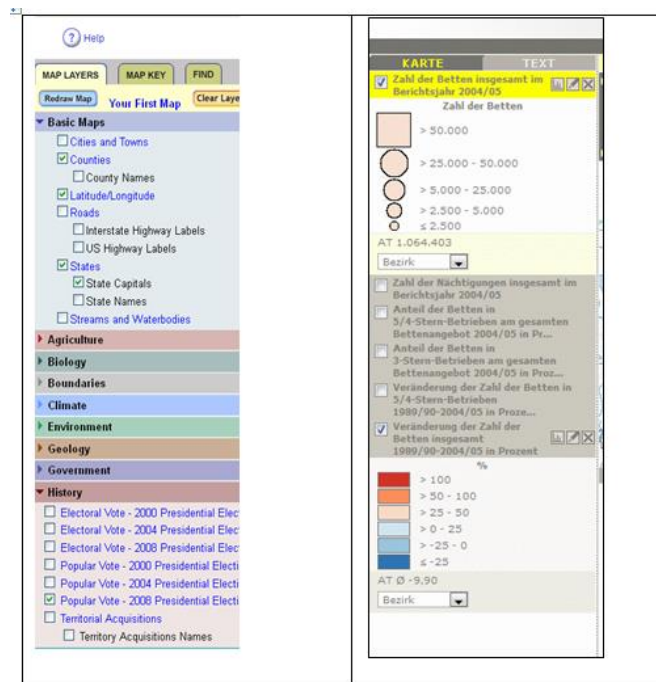 Help
MAP LAYERS MAP KEY FIND
Redraw Map Your First Map Clear Laye
Basic Maps
Cities and Towns
Counties
County Names
Latitude/Longitude
Roads
Interstate Highway Labels
US Highway Labels
States
State Capitals
State Names
Streams and Waterbodies
Agriculture
Biology
Boundaries
Climate
Environment
Geology
Government
History
Electoral Vote - 2000 Presidential Elec
Electoral Vote - 2004 Presidential Elec
Electoral Vote - 2008 Presidential Elec
Popular Vote - 2000 Presidential Electi
Popular Vote - 2004 Presidential Electi
Popular Vote - 2008 Presidential Electi
Territorial Acquisitions
Territory Acquisitions Names
KARTE TEXT
Zahl der Betten insgesamt im
Berichtsjahr 2004/05
Zahl der Betten
> 50.000
> 25.000 - 50.000
> 5.000 - 25.000
> 2.500 - 5.000
≤ 2.500
AT 1.064.403
Bezirk
Zahl der Nächtigungen insgesamt im
Berichtsjahr 2004/05
Anteil der Betten in
5/4-Stern-Betrieben am gesamten
Bettenangebot 2004/05 in Pr...
Anteil der Betten in
3-Stern-Betrieben am gesamten
Bettenangebot 2004/05 in Proz...
Veränderung der Zahl der Betten in
5/4-Stern-Betrieben
1989/90-2004/05 in Proze...
Veränderung der Zahl der
Betten insgesamt
1989/90-2004/05 in Prozent
%
> 100
> 50 - 100
> 25 - 50
> 0 - 25
> -25 - 0
≤ -25
AT Ø -9.90
Bezirk